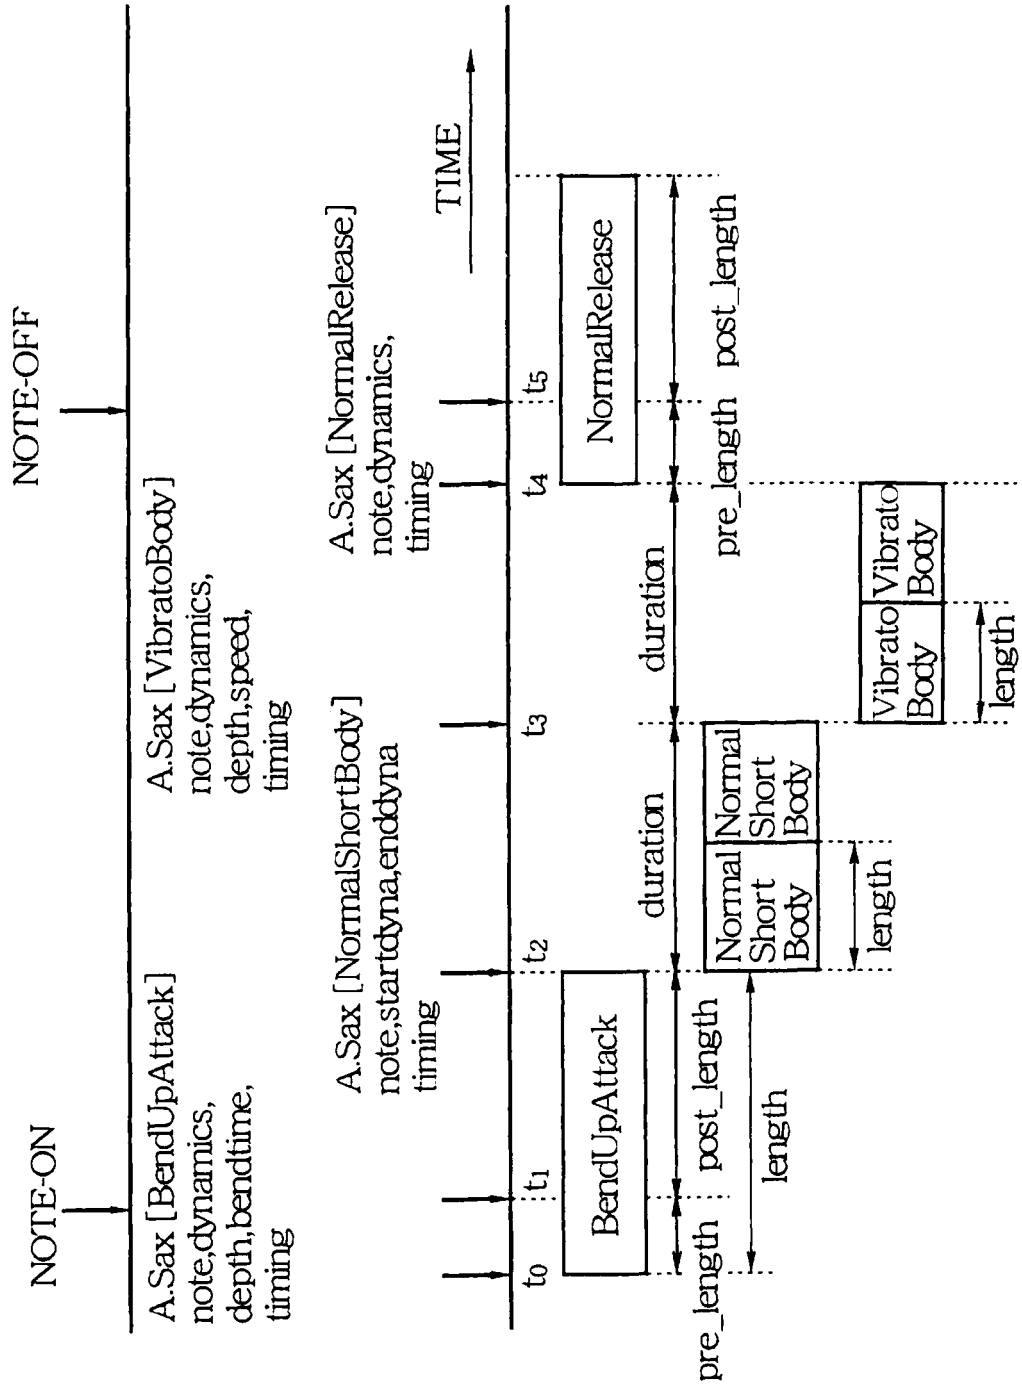 NOTE-ON
NOTE-OFF
A.Sax [BendUpAttack]
note,dynamics,
depth,bendtime,
timing
A.Sax [VibratoBody]
note,dynamics,
depth,speed,
timing
A.Sax [NormalShortBody]
note,startdyna,enddyna
timing
A.Sax [NormalRelease]
note,dynamics,
timing
TIME
t0
t1
t2
t3
t4
t5
BendUpAttack
NormalRelease
pre_length
post_length
duration
duration
pre_length
post_length
length
Normal
Short
Body
Normal
Short
Body
length
Vibrato
Body
Vibrato
Body
length